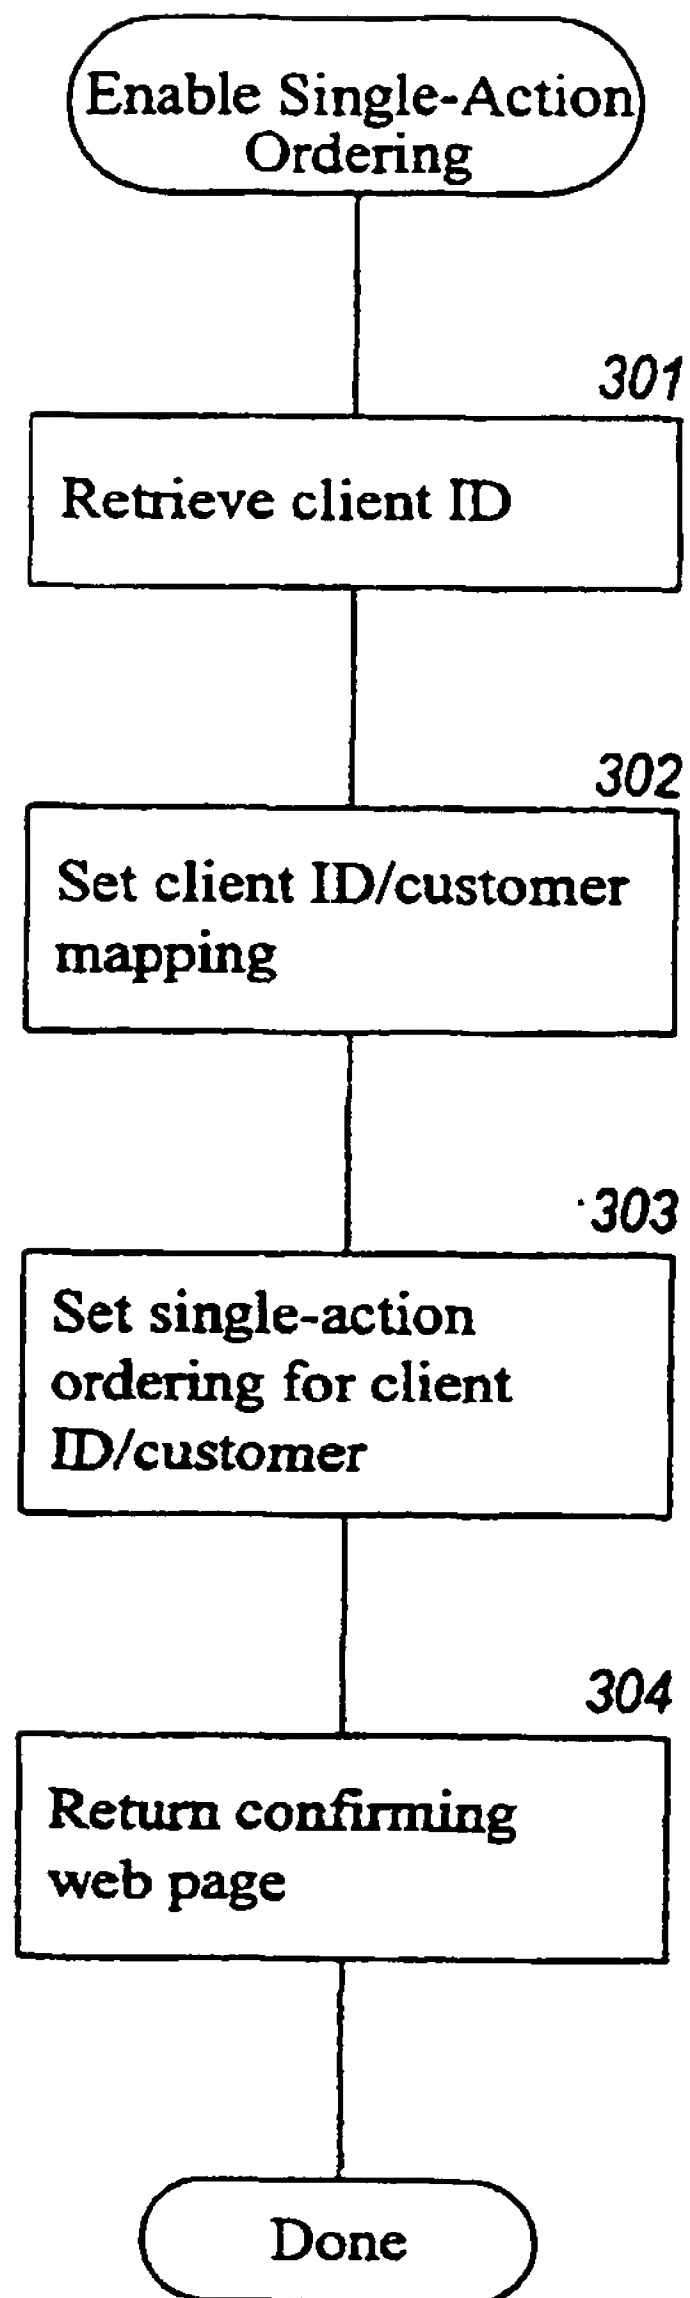 Enable Single-Action
Ordering
301
Retrieve client ID
302
Set client ID/customer
mapping
303
Set single-action
ordering for client
ID/customer
304
Return confirming
web page
Done